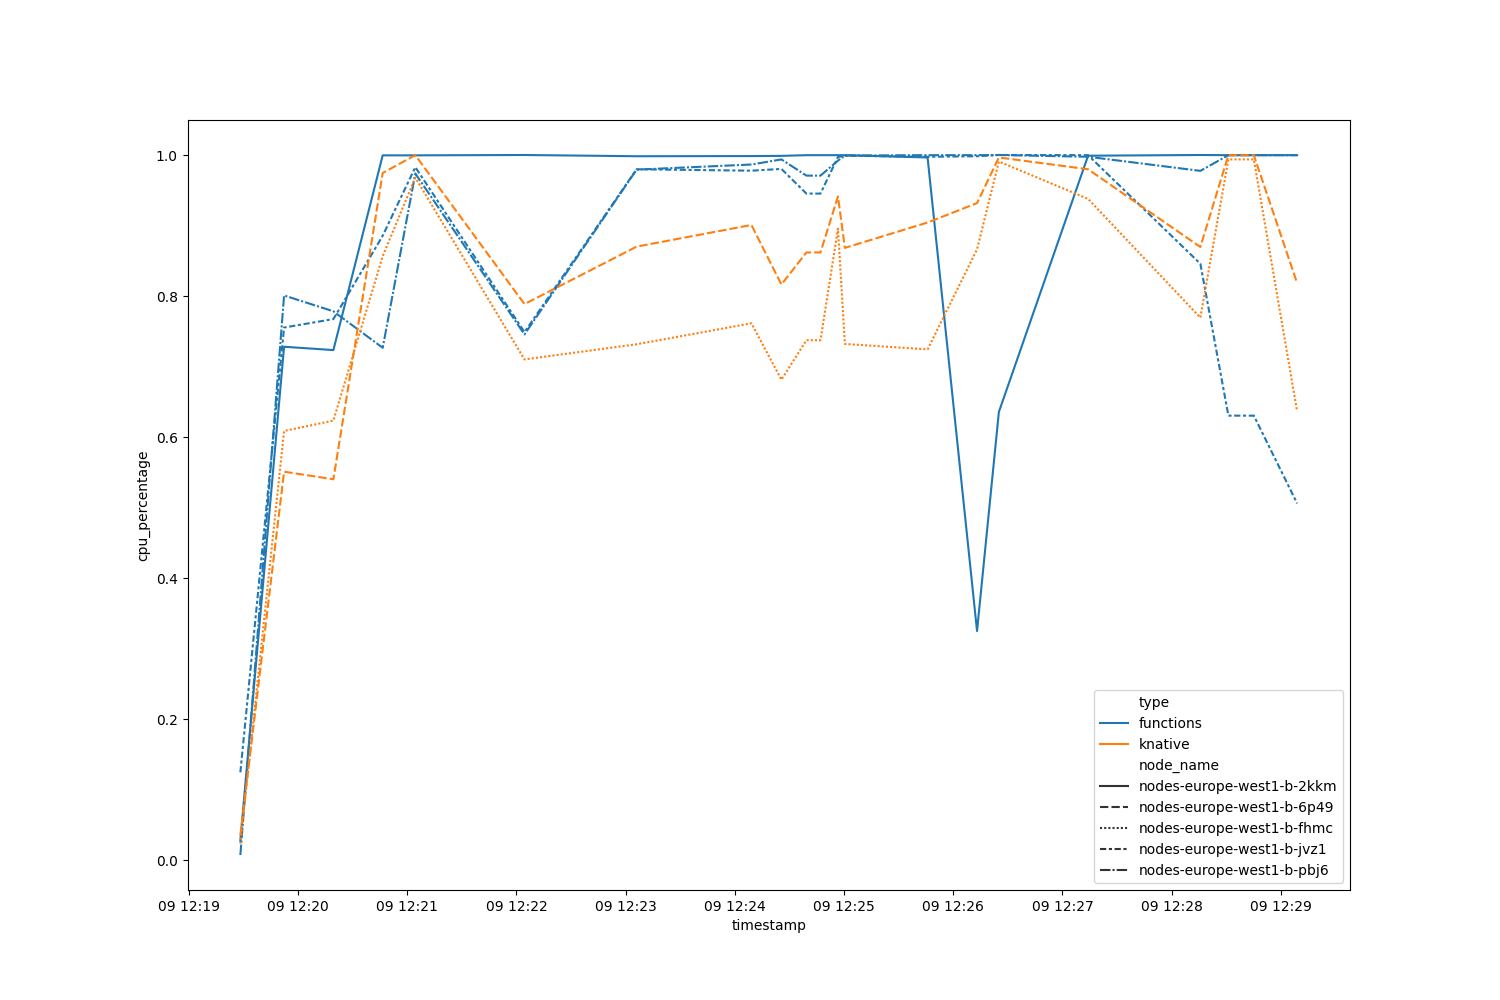 1.0
0.8
0.6
0.4
0.2
0.0
cpu_percentage
type
functions
knative
node_name
nodes-europe-west1-b-2kkm
nodes-europe-west1-b-6p49
nodes-europe-west1-b-fhmc
nodes-europe-west1-b-jvz1
nodes-europe-west1-b-pbj6
09 12:19 09 12:20 09 12:21 09 12:22 09 12:23 09 12:24 09 12:25 09 12:26 09 12:27 09 12:28 09 12:29
timestamp